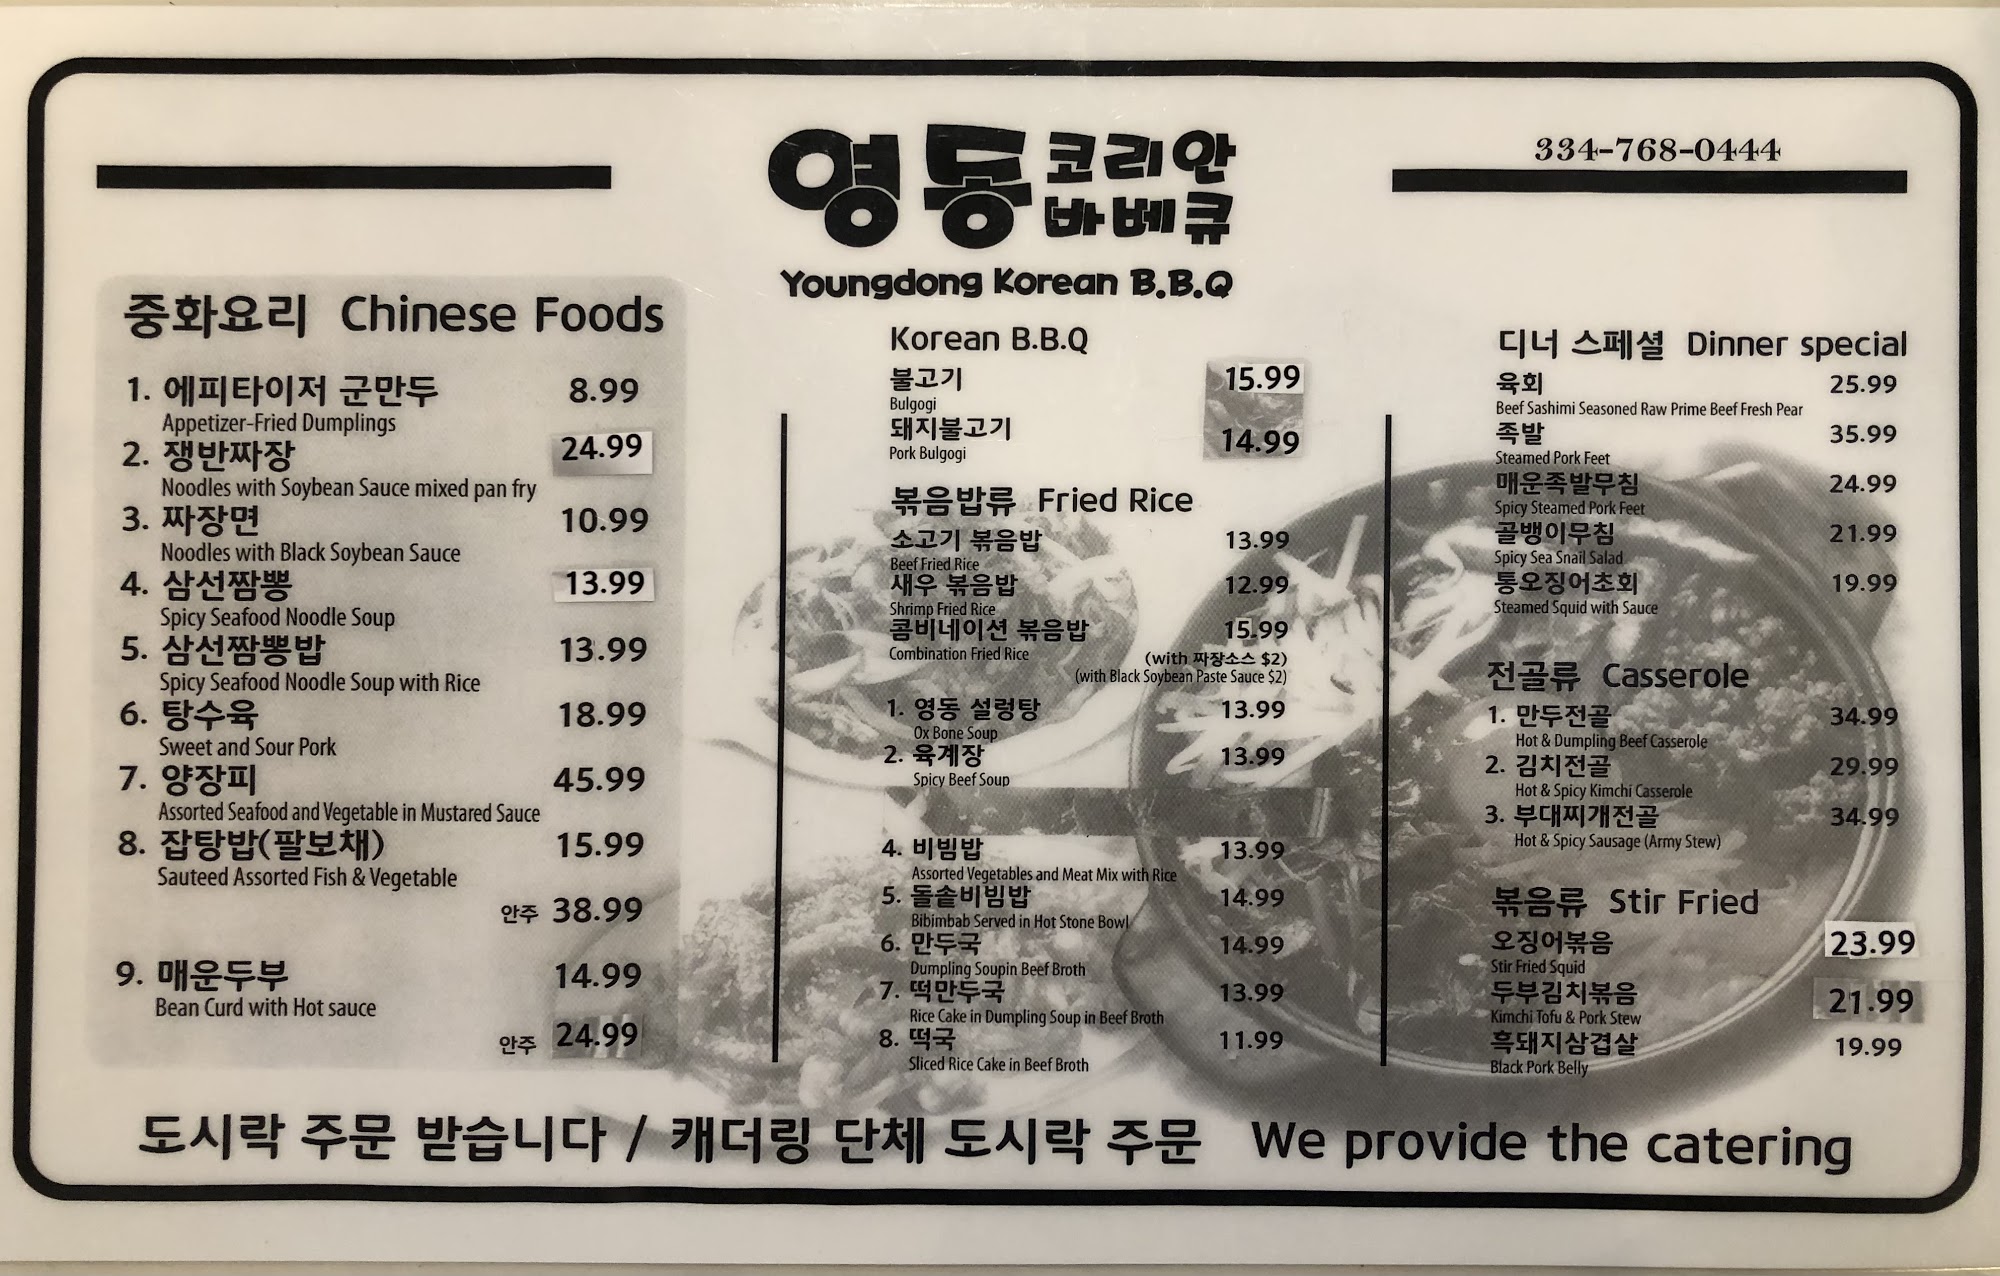 영동 코리안 바베큐
Youngdong Korean B.B.Q
334-768-0444
중화요리 Chinese Foods
1. 에피타이저 군만두 8.99
Appetizer-Fried Dumplings
2. 쟁반짜장 24.99
Noodles with Soybean Sauce mixed pan fry
3. 짜장면 10.99
Noodles with Black Soybean Sauce
4. 삼선짬뽕 13.99
Spicy Seafood Noodle Soup
5. 삼선짬뽕밥 13.99
Spicy Seafood Noodle Soup with Rice
6. 탕수육 18.99
Sweet and Sour Pork
7. 양장피 45.99
Assorted Seafood and Vegetable in Mustared Sauce
8. 잡탕밥(팔보채) 15.99
Sauteed Assorted Fish & Vegetable
안주 38.99
9. 매운두부 14.99
Bean Curd with Hot sauce
안주 24.99
Korean B.B.Q
불고기 15.99
Bulgogi
돼지불고기 14.99
Pork Bulgogi
볶음밥류 Fried Rice
소고기 볶음밥 13.99
Beef Fried Rice
새우 볶음밥 12.99
Shrimp Fried Rice
콤비네이션 볶음밥 15.99
Combination Fried Rice
(with 짜장소스 $2)
(with Black Soybean Paste Sauce $2)
1. 영동 설렁탕 13.99
Ox Bone Soup
2. 육계장 13.99
Spicy Beef Soup
4. 비빔밥 13.99
Assorted Vegetables and Meat Mix with Rice
5. 돌솥비빔밥 14.99
Bibimbab Served in Hot Stone Bowl
6. 만두국 14.99
Dumpling Soupin Beef Broth
7. 떡만두국 13.99
Rice Cake in Dumpling Soup in Beef Broth
8. 떡국 11.99
Sliced Rice Cake in Beef Broth
디너 스페셜 Dinner special
육회 25.99
Beef Sashimi Seasoned Raw Prime Beef Fresh Pear
족발 35.99
Steamed Pork Feet
매운족발무침 24.99
Spicy Steamed Pork Feet
골뱅이무침 21.99
Spicy Sea Snail Salad
통오징어초회 19.99
Steamed Squid with Sauce
전골류 Casserole
1. 만두전골 34.99
Hot & Dumpling Beef Casserole
2. 김치전골 29.99
Hot & Spicy Kimchi Casserole
3. 부대찌개전골 34.99
Hot & Spicy Sausage (Army Stew)
볶음류 Stir Fried
오징어볶음 23.99
Stir Fried Squid
두부김치볶음 21.99
Kimchi Tofu & Pork Stew
흑돼지삼겹살 19.99
Black Pork Belly
도시락 주문 받습니다 / 캐더링 단체 도시락 주문 We provide the catering